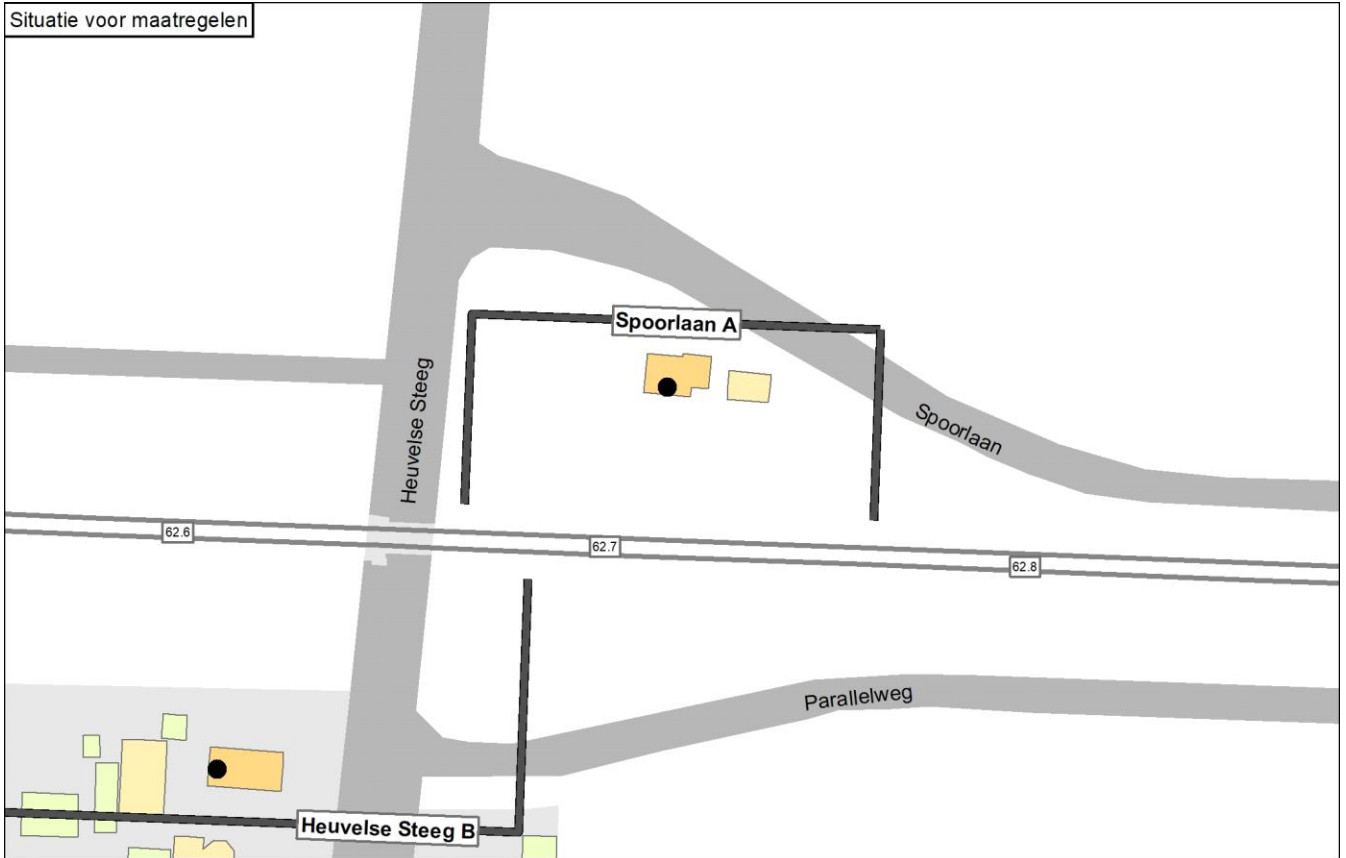 Situatie voor maatregelen
Spoorlaan A
Heuvelse Steeg
Spoorlaan
62.6
62.7
62.8
Parallelweg
Heuvelse Steeg B